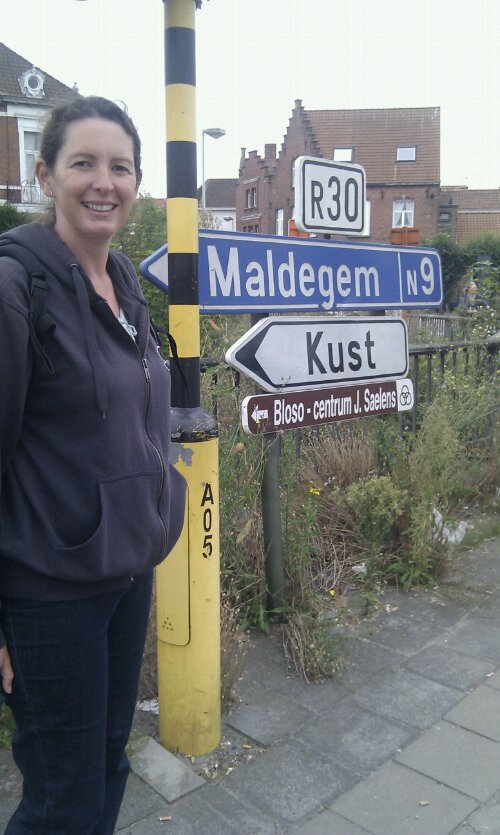 R30
Maldegem N9
Kust
Bloso - centrum J. Saelens
A05